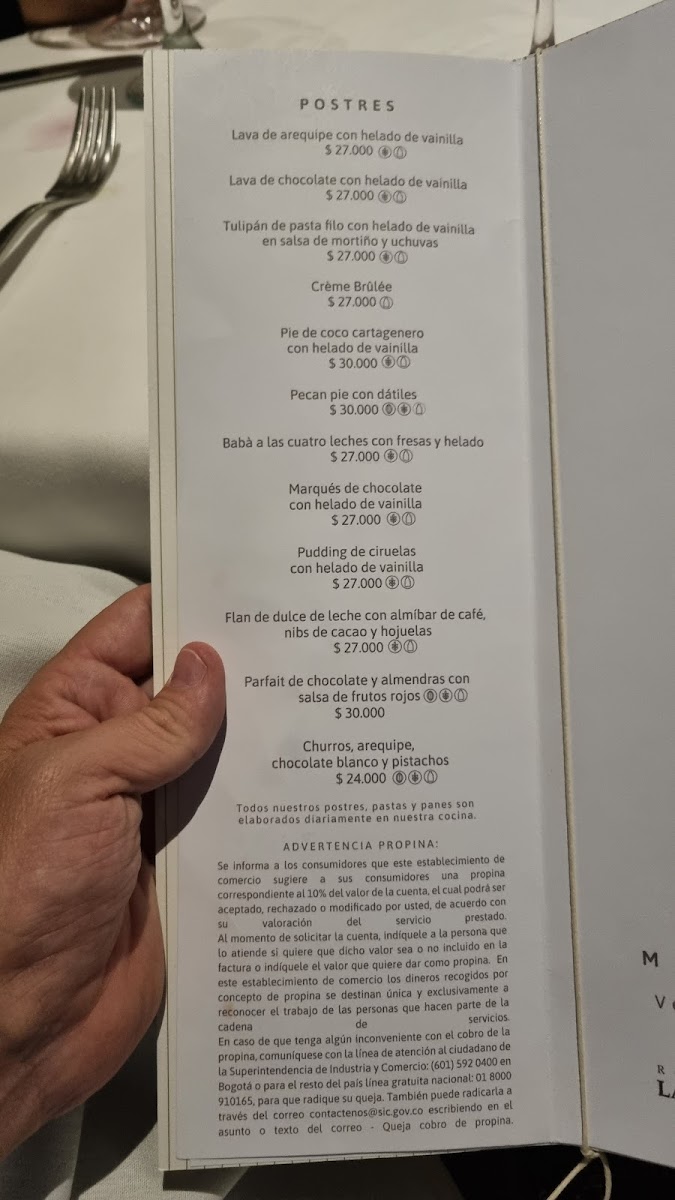 POSTRES
Lava de arequipe con helado de vainilla
$ 27.000
Lava de chocolate con helado de vainilla
$ 27.000
Tulipán de pasta filo con helado de vainilla
en salsa de mortiño y uchuvas
$ 27.000
Crème Brûlée
$ 27.000
Pie de coco cartagenero
con helado de vainilla
$ 30.000
Pecan pie con dátiles
$ 30.000
Babà a las cuatro leches con fresas y helado
$ 27.000
Marqués de chocolate
con helado de vainilla
$ 27.000
Pudding de ciruelas
con helado de vainilla
$ 27.000
Flan de dulce de leche con almíbar de café,
nibs de cacao y hojuelas
$ 27.000
Parfait de chocolate y almendras con
salsa de frutos rojos
$ 30.000
Churros, arequipe,
chocolate blanco y pistachos
$ 24.000
Todos nuestros postres, pastas y panes son
elaborados diariamente en nuestra cocina.
ADVERTENCIA PROPINA:
Se informa a los consumidores que este establecimiento de
comercio sugiere a sus consumidores una propina
correspondiente al 10% del valor de la cuenta, el cual podrá ser
aceptado, rechazado o modificado por usted, de acuerdo con
su valoración del servicio prestado.
Al momento de solicitar la cuenta, indíquele a la persona que
lo atiende si quiere que dicho valor sea o no incluido en la
factura o indíquele el valor que quiere dar como propina. En
este establecimiento de comercio los dineros recogidos por
concepto de propina se destinan única y exclusivamente a
reconocer el trabajo de las personas que hacen parte de la
cadena de servicios.
En caso de que tenga algún inconveniente con el cobro de la
propina, comuníquese con la línea de atención al ciudadano de
la Superintendencia de Industria y Comercio: (601) 592 0400 en
Bogotá o para el resto del país línea gratuita nacional: 01 8000
910165, para que radique su queja. También puede radicarla a
través del correo contactenos@sic.gov.co escribiendo en el
asunto o texto del correo - Queja cobro de propina.
M
V
R